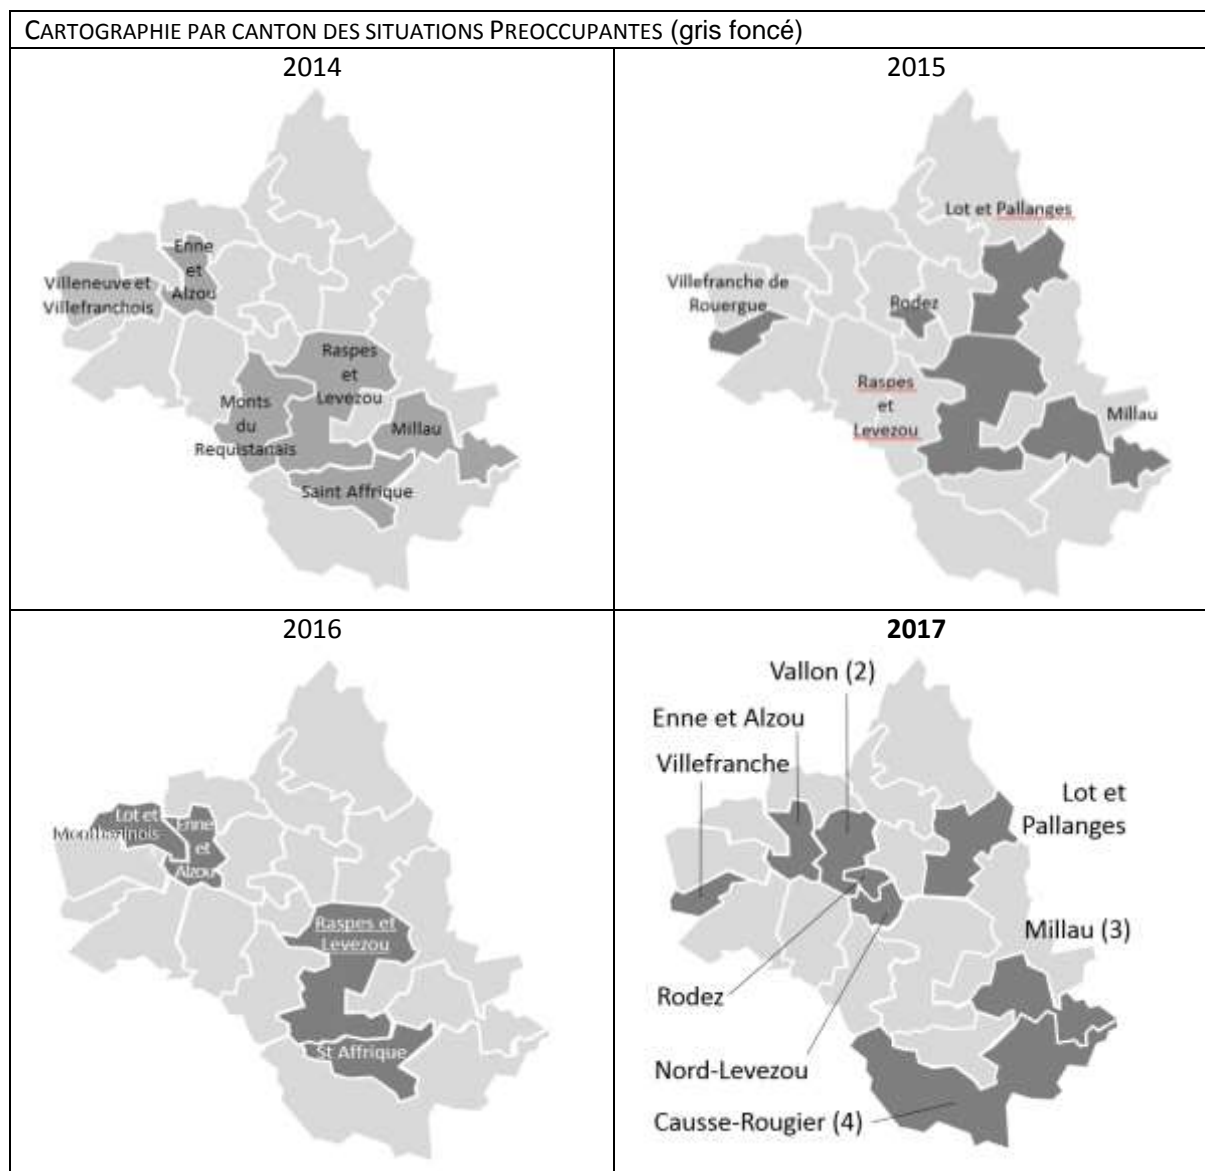 CARTOGRAPHIE PAR CANTON DES SITUATIONS PREOCCUPANTES (gris foncé)
2014
Enne
et
Alzou
Villeneuve et
Villefranchois
Raspes
et
Levezou
Monts
du
Requistanais
Millau
Saint Affrique
2015
Lot et Pallanges
Villefranche de
Rouergue
Rodez
Raspes
et
Levezou
Millau
2016
Lot et
Montbazinois
Enne
et
Alzou
Raspes et
Levezou
St Affrique
2017
Vallon (2)
Enne et Alzou
Villefranche
Lot et
Pallanges
Millau (3)
Rodez
Nord-Levezou
Causse-Rougier (4)